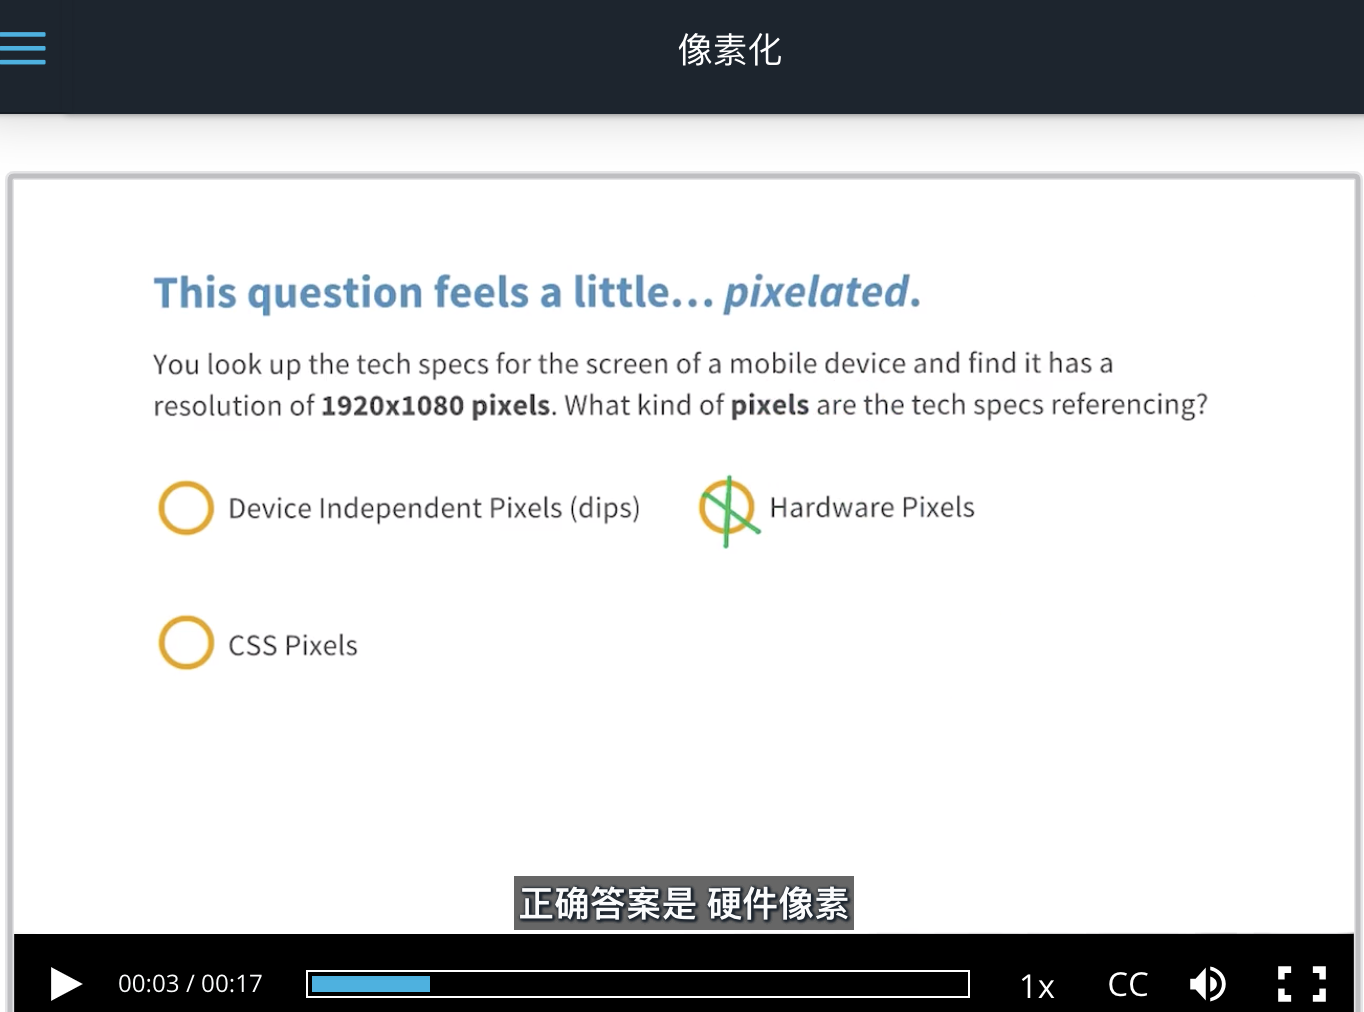 像素化
This question feels a little... pixelated.
You look up the tech specs for the screen of a mobile device and find it has a
resolution of 1920x1080 pixels. What kind of pixels are the tech specs referencing?
Device Independent Pixels (dips)
Hardware Pixels
CSS Pixels
正确答案是 硬件像素
00:03 / 00:17
1x
CC